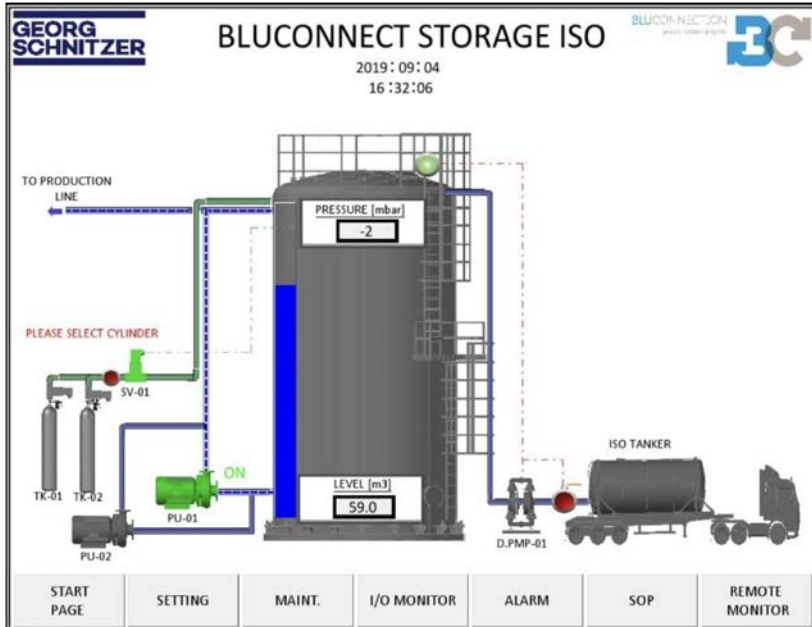 GEORG
SCHNITZER
BLUCONNECT STORAGE ISO
BLUCONNECTION
2019:09:04
16:32:06
TO PRODUCTION
LINE
PRESSURE [mbar]
-2
PLEASE SELECT CYLINDER
SV-01
TK-01
TK-02
ON
PU-01
PU-02
LEVEL [m3]
59.0
ISO TANKER
D.PMP-01
START
PAGE
SETTING
MAINT.
I/O MONITOR
ALARM
SOP
REMOTE
MONITOR